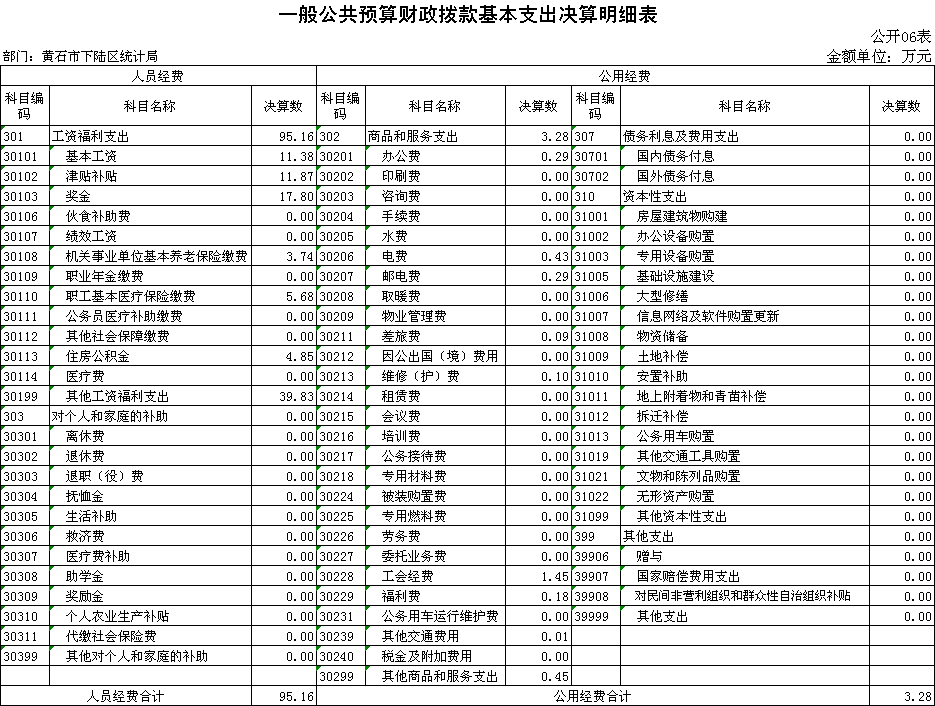 一般公共预算财政拨款基本支出决算明细表
公开06表
部门：黄石市下陆区统计局 金额单位：万元
人员经费 公用经费
科目编码 科目名称 决算数 科目编码 科目名称 决算数 科目编码 科目名称 决算数
301 工资福利支出 95.16 302 商品和服务支出 3.28 307 债务利息及费用支出 0.00
30101 基本工资 11.38 30201 办公费 0.29 30701 国内债务付息 0.00
30102 津贴补贴 11.87 30202 印刷费 0.00 30702 国外债务付息 0.00
30103 奖金 17.80 30203 咨询费 0.00 310 资本性支出 0.00
30106 伙食补助费 0.00 30204 手续费 0.00 31001 房屋建筑物购建 0.00
30107 绩效工资 0.00 30205 水费 0.00 31002 办公设备购置 0.00
30108 机关事业单位基本养老保险缴费 3.74 30206 电费 0.43 31003 专用设备购置 0.00
30109 职业年金缴费 0.00 30207 邮电费 0.29 31005 基础设施建设 0.00
30110 职工基本医疗保险缴费 5.68 30208 取暖费 0.00 31006 大型修缮 0.00
30111 公务员医疗补助缴费 0.00 30209 物业管理费 0.00 31007 信息网络及软件购置更新 0.00
30112 其他社会保障缴费 0.00 30211 差旅费 0.09 31008 物资储备 0.00
30113 住房公积金 4.85 30212 因公出国（境）费用 0.00 31009 土地补偿 0.00
30114 医疗费 0.00 30213 维修（护）费 0.10 31010 安置补助 0.00
30199 其他工资福利支出 39.83 30214 租赁费 0.00 31011 地上附着物和青苗补偿 0.00
303 对个人和家庭的补助 0.00 30215 会议费 0.00 31012 拆迁补偿 0.00
30301 离休费 0.00 30216 培训费 0.00 31013 公务用车购置 0.00
30302 退休费 0.00 30217 公务接待费 0.00 31019 其他交通工具购置 0.00
30303 退职（役）费 0.00 30218 专用材料费 0.00 31021 文物和陈列品购置 0.00
30304 抚恤金 0.00 30224 被装购置费 0.00 31022 无形资产购置 0.00
30305 生活补助 0.00 30225 专用燃料费 0.00 31099 其他资本性支出 0.00
30306 救济费 0.00 30226 劳务费 0.00 399 其他支出 0.00
30307 医疗费补助 0.00 30227 委托业务费 0.00 39906 赠与 0.00
30308 助学金 0.00 30228 工会经费 1.45 39907 国家赔偿费用支出 0.00
30309 奖励金 0.00 30229 福利费 0.18 39908 对民间非营利组织和群众性自治组织补贴 0.00
30310 个人农业生产补贴 0.00 30231 公务用车运行维护费 0.00 39999 其他支出 0.00
30311 代缴社会保险费 0.00 30239 其他交通费用 0.01
30399 其他对个人和家庭的补助 0.00 30240 税金及附加费用 0.00
30299 其他商品和服务支出 0.45
人员经费合计 95.16 公用经费合计 3.28